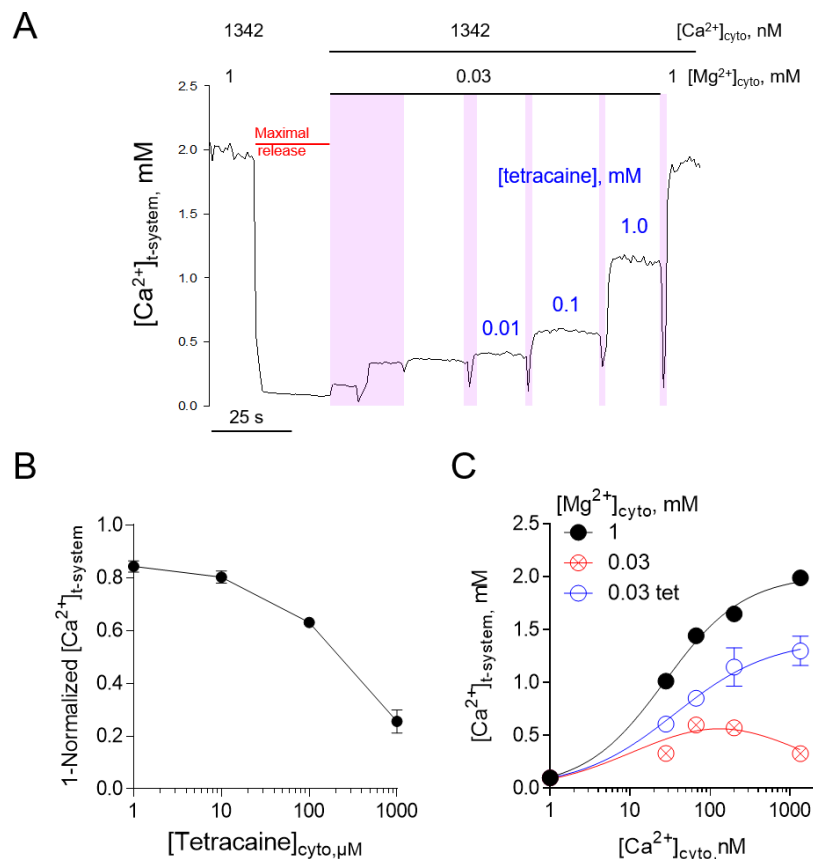 A
1342 1342 [Ca²⁺]cyto, nM
1 0.03 1 [Mg²⁺]cyto, mM
2.5
Maximal
release
2.0
[tetracaine], mM
1.5
1.0
1.0
0.01
0.1
0.5
0.0
[Ca²⁺]t-system, mM
25 s
B
1.0
0.8
0.6
0.4
0.2
0.0
1-Normalized [Ca²⁺]t-system
1 10 100 1000
[Tetracaine]cyto,µM
C
[Mg²⁺]cyto, mM
1
0.03
0.03 tet
2.5
2.0
1.5
1.0
0.5
0.0
[Ca²⁺]t-system, mM
1 10 100 1000
[Ca²⁺]cyto,nM